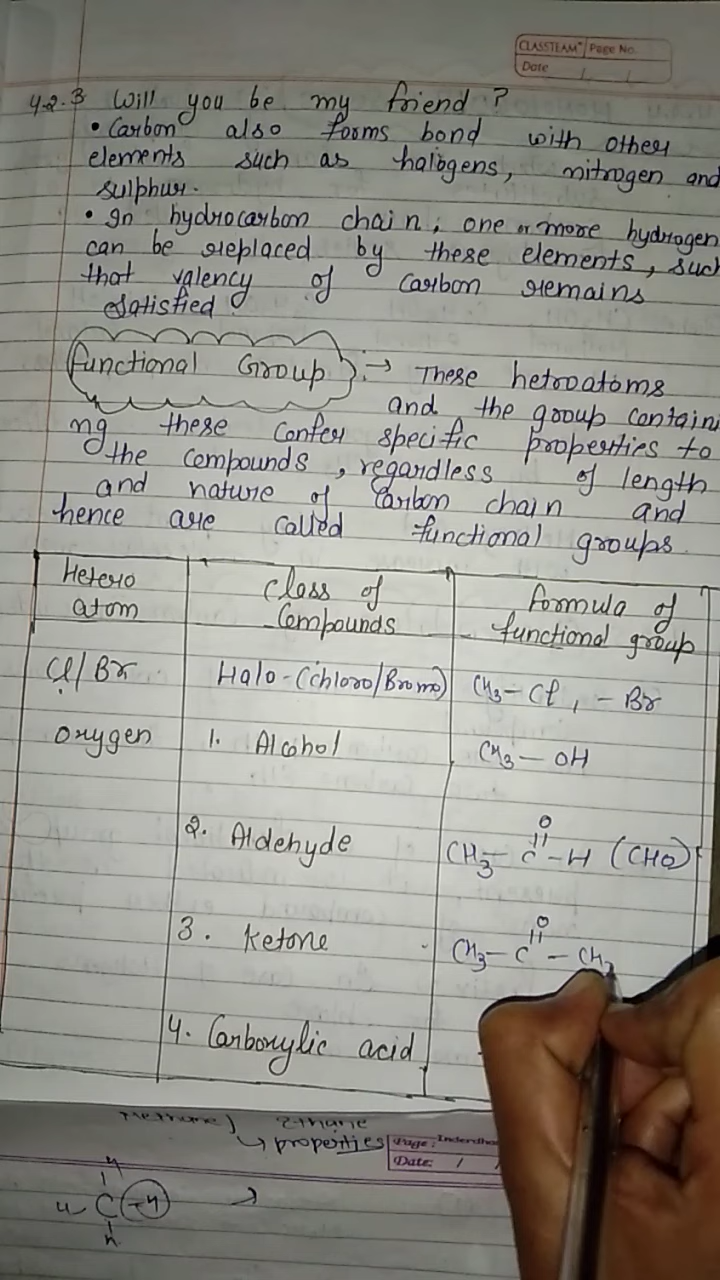 CLASSTEAM Page No.
Date / /
4.2.3 Will you be my friend ?
• Carbon also forms bond with other
elements such as halogens, nitrogen and
sulphur.
• In hydrocarbon chain, one or more hydrogen
can be replaced by these elements, such
that valency of carbon remains
satisfied.
functional Group :→ These hetroatoms
and the group contain
ng these confer specific properties to
the compounds, regardless of length
and nature of carbon chain and
hence are called functional groups.
Hetero atom | Class of Compounds | Formula of functional group
Cl/Br Halo-(Chloro/Bromo) CH3-Cl, -Br
Oxygen 1. Alcohol CH3-OH
O
||
2. Aldehyde CH3-C-H (CHO)
O
||
3. Ketone CH3-C-CH3
4. Carboxylic acid
Date: / /
H
H-C-H
H